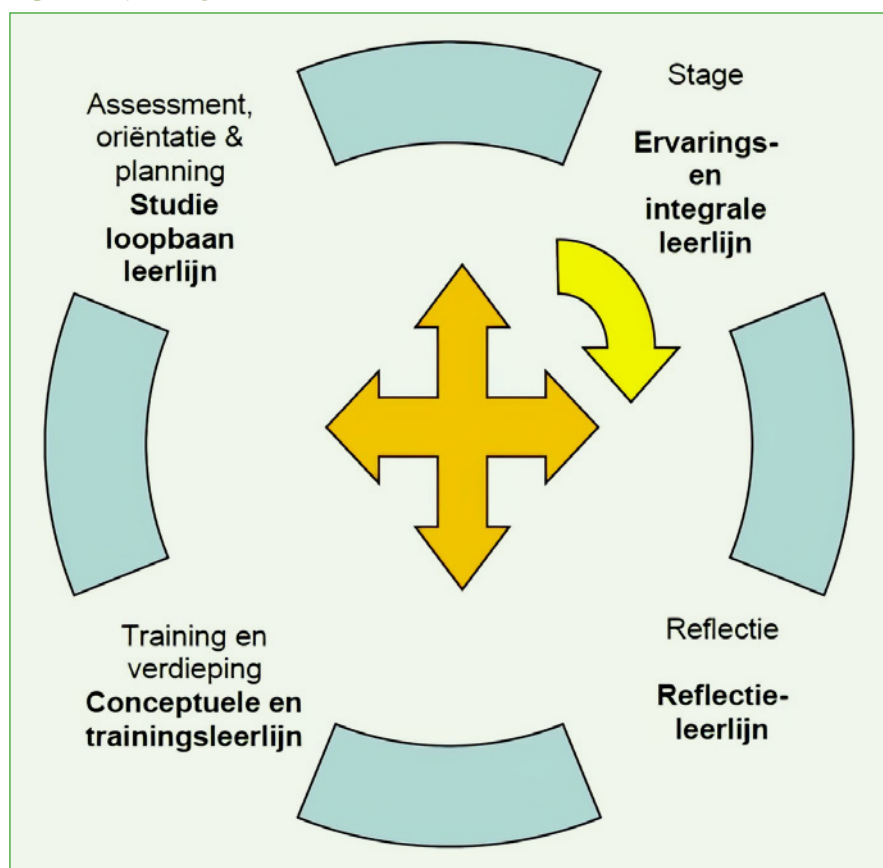 Assessment,
oriëntatie &
planning
Studie
loopbaan
leerlijn
Stage
Ervarings-
en
integrale
leerlijn
Training en
verdieping
Conceptuele en
trainingsleerlijn
Reflectie
Reflectie-
leerlijn